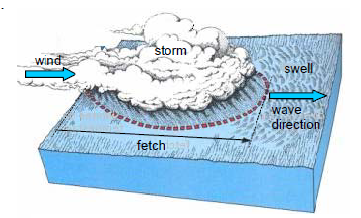 wind
storm
swell
wave
direction
fetch